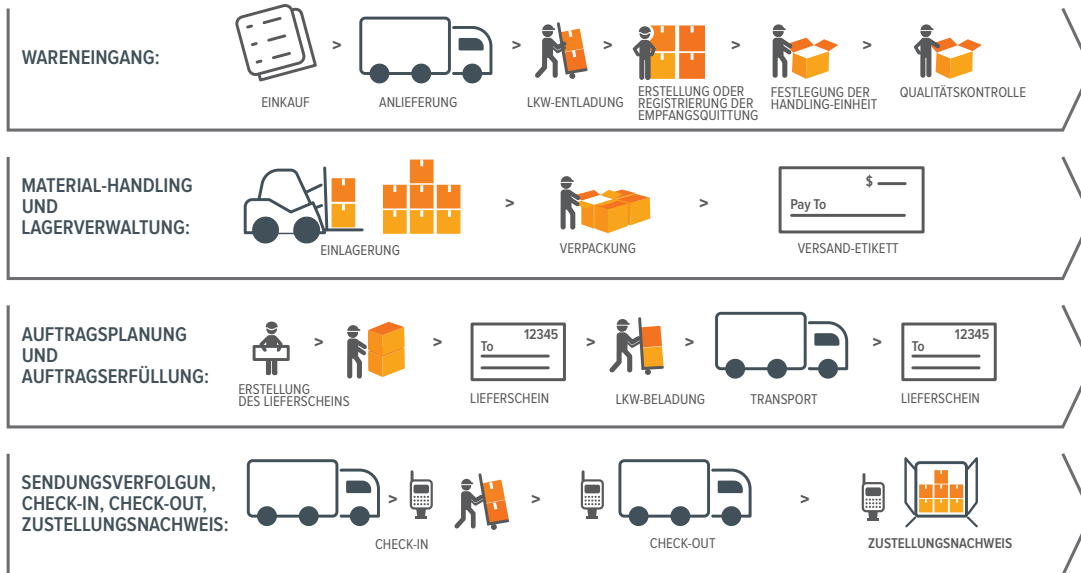 WARENEINGANG:
>
>
>
>
>
EINKAUF
ANLIEFERUNG
LKW-ENTLADUNG
ERSTELLUNG ODER
REGISTRIERUNG DER
EMPFANGSQUITTUNG
FESTLEGUNG DER
HANDLING-EINHEIT
QUALITÄTSKONTROLLE
MATERIAL-HANDLING
UND
LAGERVERWALTUNG:
>
>
$
Pay To
EINLAGERUNG
VERPACKUNG
VERSAND-ETIKETT
AUFTRAGSPLANUNG
UND
AUFTRAGSERFÜLLUNG:
>
>
12345
To
>
>
>
12345
To
ERSTELLUNG
DES LIEFERSCHEINS
LIEFERSCHEIN
LKW-BELADUNG
TRANSPORT
LIEFERSCHEIN
SENDUNGSVERFOLGUN,
CHECK-IN, CHECK-OUT,
ZUSTELLUNGSNACHWEIS:
>
>
>
CHECK-IN
CHECK-OUT
ZUSTELLUNGSNACHWEIS